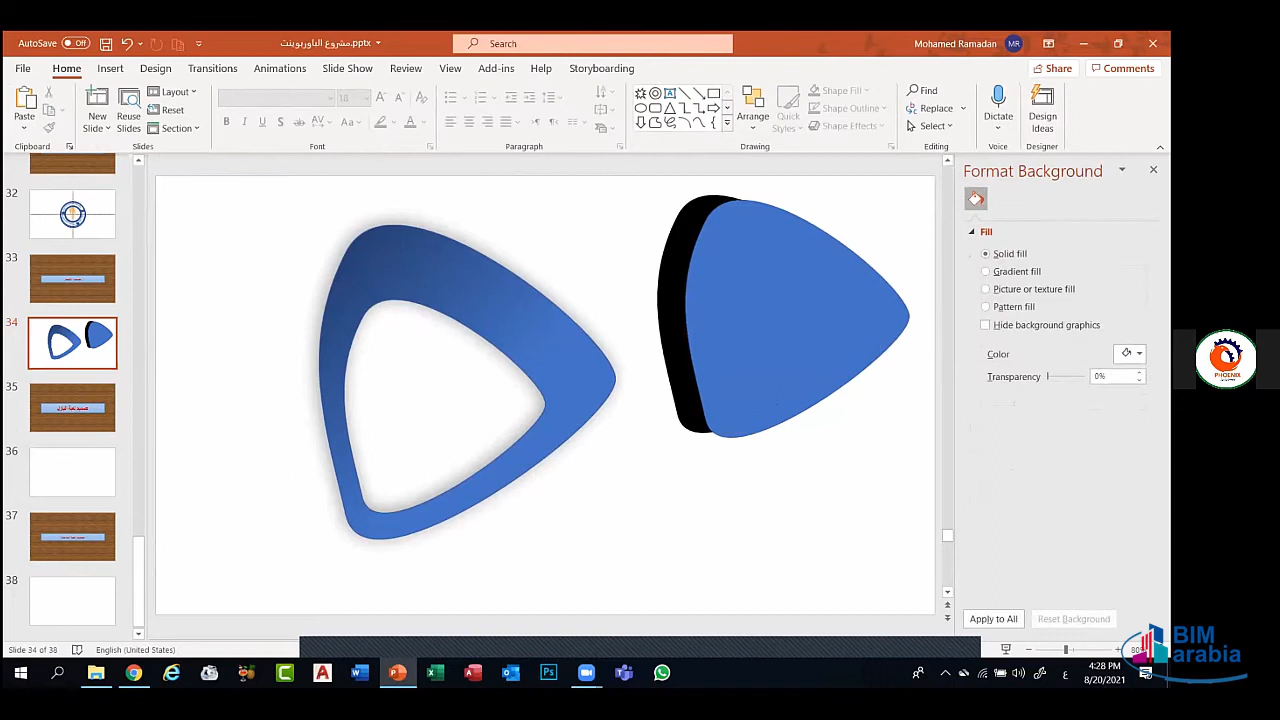 AutoSave Off
مشروع الباوربوينت.pptx
Search
Mohamed Ramadan MR
File Home Insert Design Transitions Animations Slide Show Review View Add-ins Help Storyboarding
Share Comments
Paste
New Slide
Reuse Slides
Layout
Reset
Section
18
B I U S ab AV Aa A
Arrange
Quick Styles
Shape Fill
Shape Outline
Shape Effects
Find
Replace
Select
Dictate
Design Ideas
Clipboard Slides Font Paragraph Drawing Editing Voice Designer
32
33
34
35
36
37
38
Format Background
Fill
Solid fill
Gradient fill
Picture or texture fill
Pattern fill
Hide background graphics
Color
Transparency 0%
Apply to All Reset Background
PHOENIX
Slide 34 of 38 English (United States)
BIM
arabia
4:28 PM
8/20/2021